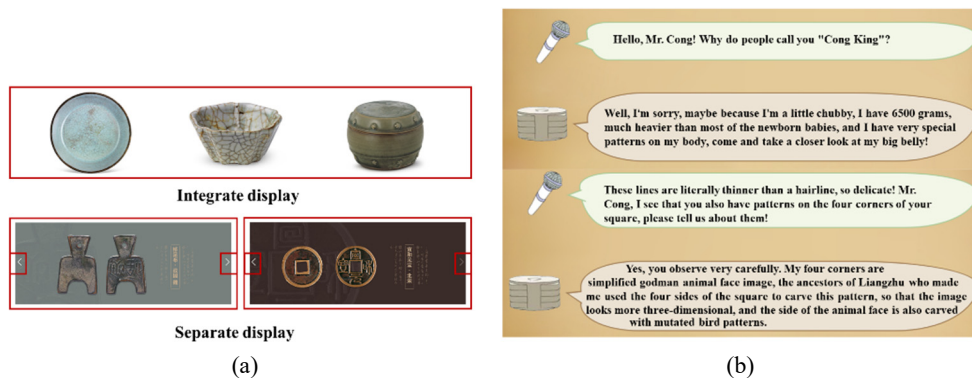 Integrate display
Separate display
(a)
Hello, Mr. Cong! Why do people call you "Cong King"?
Well, I'm sorry, maybe because I'm a little chubby, I have 6500 grams,
much heavier than most of the newborn babies, and I have very special
patterns on my body, come and take a closer look at my big belly!
These lines are literally thinner than a hairline, so delicate! Mr.
Cong, I see that you also have patterns on the four corners of your
square, please tell us about them!
Yes, you observe very carefully. My four corners are
simplified godman animal face image, the ancestors of Liangzhu who made
me used the four sides of the square to carve this pattern, so that the image
looks more three-dimensional, and the side of the animal face is also carved
with mutated bird patterns.
(b)